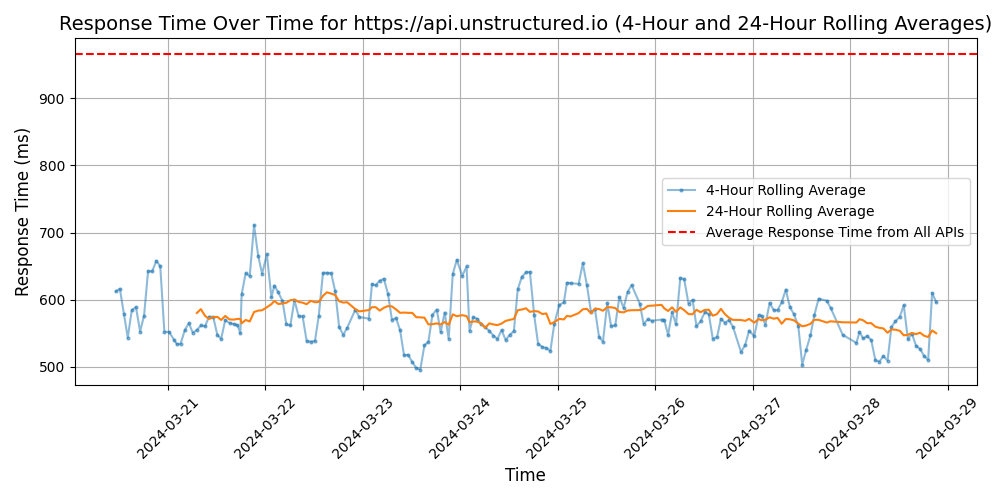 Response Time Over Time for https://api.unstructured.io (4-Hour and 24-Hour Rolling Averages)
Response Time (ms)
900
800
700
600
500
4-Hour Rolling Average
24-Hour Rolling Average
Average Response Time from All APIs
2024-03-21
2024-03-22
2024-03-23
2024-03-24
2024-03-25
2024-03-26
2024-03-27
2024-03-28
2024-03-29
Time